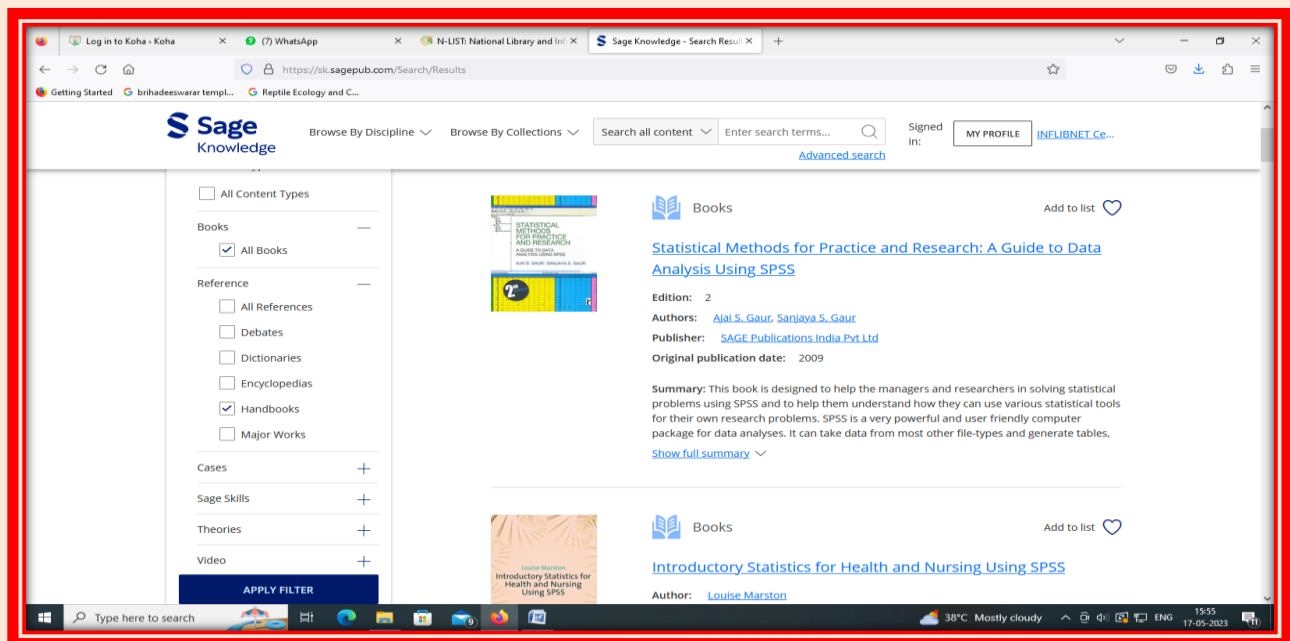 Log in to Koha › Koha
(7) WhatsApp
N-LIST: National Library and Inf
Sage Knowledge - Search Resul
https://sk.sagepub.com/Search/Results
Getting Started
brihadeeswarar templ...
Reptile Ecology and C...
Sage
Knowledge
Browse By Discipline
Browse By Collections
Search all content
Enter search terms...
Advanced search
Signed
in:
MY PROFILE
INFLIBNET Ce...
All Content Types
Books
All Books
Reference
All References
Debates
Dictionaries
Encyclopedias
Handbooks
Major Works
Cases
Sage Skills
Theories
Video
APPLY FILTER
STATISTICAL
METHODS
FOR PRACTICE
AND RESEARCH
A GUIDE TO DATA
ANALYSIS USING SPSS
AJAI S. GAUR · SANJAYA S. GAUR
Books
Add to list
Statistical Methods for Practice and Research: A Guide to Data
Analysis Using SPSS
Edition: 2
Authors: Ajai S. Gaur, Sanjaya S. Gaur
Publisher: SAGE Publications India Pvt Ltd
Original publication date: 2009
Summary: This book is designed to help the managers and researchers in solving statistical
problems using SPSS and to help them understand how they can use various statistical tools
for their own research problems. SPSS is a very powerful and user friendly computer
package for data analyses. It can take data from most other file-types and generate tables,
Show full summary
Louise Marston
Introductory Statistics for
Health and Nursing
Using SPSS
Books
Add to list
Introductory Statistics for Health and Nursing Using SPSS
Author: Louise Marston
Type here to search
38°C Mostly cloudy
ENG
15:55
17-05-2023